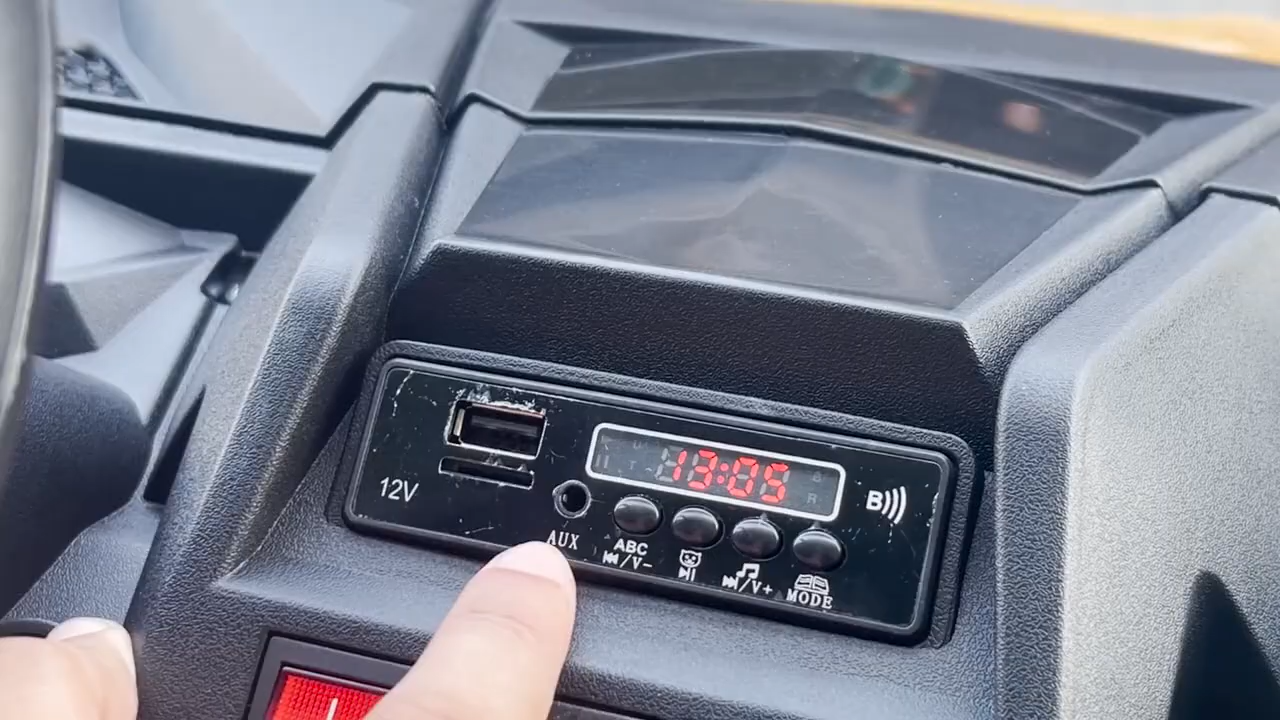 12V
13:05
B
AUX
ABC
/V-
/V+
MODE